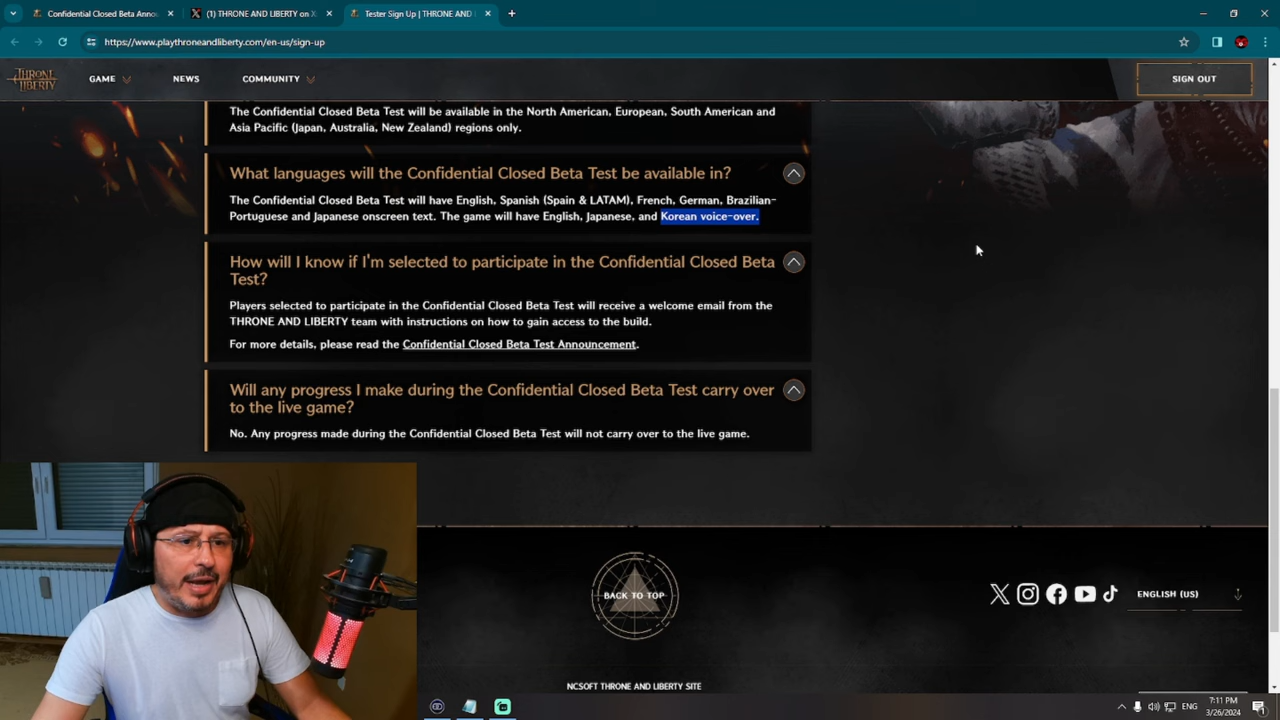 Confidential Closed Beta Annou
(1) THRONE AND LIBERTY on X
Tester Sign Up | THRONE AND
https://www.playthroneandliberty.com/en-us/sign-up
THRONE
LIBERTY
GAME
NEWS
COMMUNITY
SIGN OUT
The Confidential Closed Beta Test will be available in the North American, European, South American and
Asia Pacific (Japan, Australia, New Zealand) regions only.
What languages will the Confidential Closed Beta Test be available in?
The Confidential Closed Beta Test will have English, Spanish (Spain & LATAM), French, German, Brazilian-
Portuguese and Japanese onscreen text. The game will have English, Japanese, and Korean voice-over.
How will I know if I'm selected to participate in the Confidential Closed Beta
Test?
Players selected to participate in the Confidential Closed Beta Test will receive a welcome email from the
THRONE AND LIBERTY team with instructions on how to gain access to the build.
For more details, please read the Confidential Closed Beta Test Announcement.
Will any progress I make during the Confidential Closed Beta Test carry over
to the live game?
No. Any progress made during the Confidential Closed Beta Test will not carry over to the live game.
BACK TO TOP
ENGLISH (US)
NCSOFT THRONE AND LIBERTY SITE
ENG
7:11 PM
3/26/2024